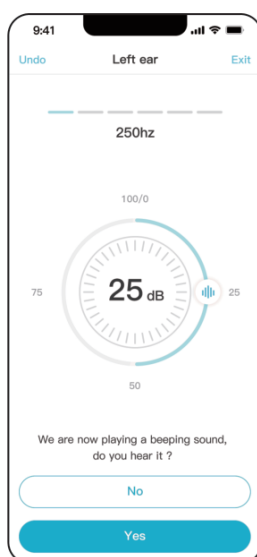 9:41
Undo Left ear Exit
250hz
100/0
75 25 dB 25
50
We are now playing a beeping sound,
do you hear it ?
No
Yes